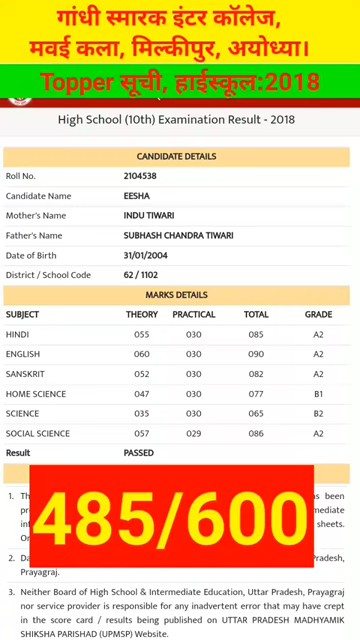 गांधी स्मारक इंटर कॉलेज,
मवई कला, मिल्कीपुर, अयोध्या।
Topper सूची, हाईस्कूल:2018
High School (10th) Examination Result - 2018
CANDIDATE DETAILS
Roll No. 2104538
Candidate Name EESHA
Mother's Name INDU TIWARI
Father's Name SUBHASH CHANDRA TIWARI
Date of Birth 31/01/2004
District / School Code 62 / 1102
MARKS DETAILS
SUBJECT THEORY PRACTICAL TOTAL GRADE
HINDI 055 030 085 A2
ENGLISH 060 030 090 A2
SANSKRIT 052 030 082 A2
HOME SCIENCE 047 030 077 B1
SCIENCE 035 030 065 B2
SOCIAL SCIENCE 057 029 086 A2
Result PASSED
485/600
1. been
sheets.
2. Pradesh,
Prayagraj.
3. Neither Board of High School & Intermediate Education, Uttar Pradesh, Prayagraj
nor service provider is responsible for any inadvertent error that may have crept
in the score card / results being published on UTTAR PRADESH MADHYAMIK
SHIKSHA PARISHAD (UPMSP) Website.